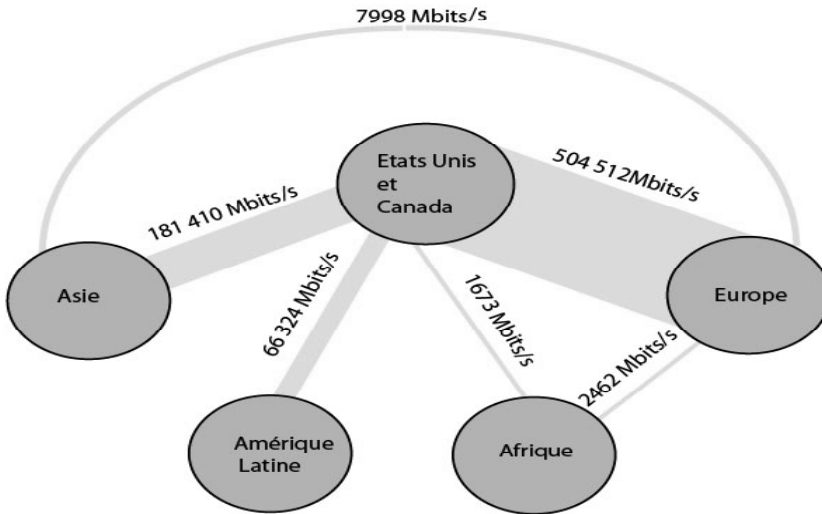 7998 Mbits/s
Etats Unis
et
Canada
504 512Mbits/s
181 410 Mbits/s
Asie
66 324 Mbits/s
1673 Mbits/s
Europe
2462 Mbits/s
Amérique
Latine
Afrique